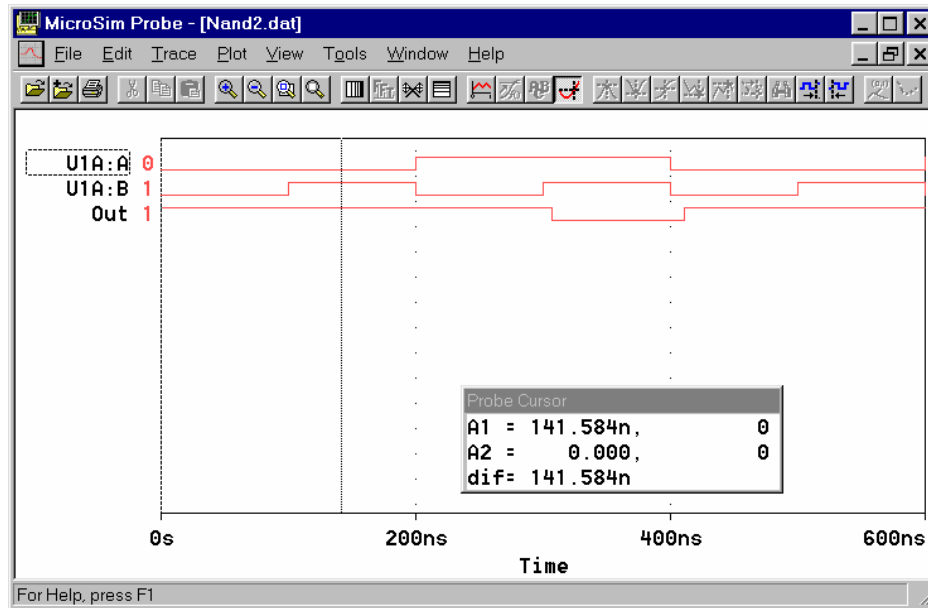 MicroSim Probe - [Nand2.dat]
File Edit Trace Plot View Tools Window Help
U1A:A 0
U1A:B 1
Out 1
Probe Cursor
A1 = 141.584n, 0
A2 = 0.000, 0
dif= 141.584n
0s 200ns 400ns 600ns
Time
For Help, press F1